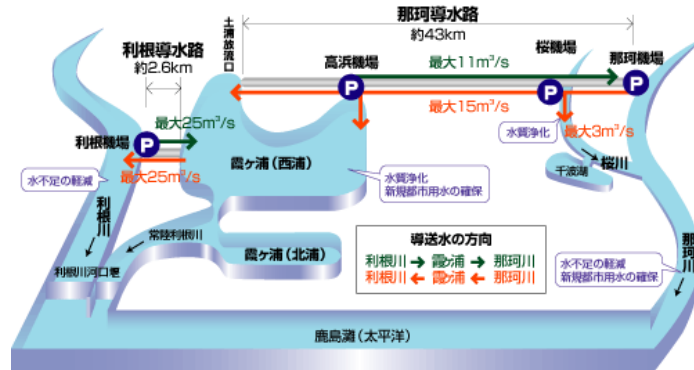 那珂導水路
約43km
利根導水路
約2.6km
土浦放流口
高浜機場
桜機場
那珂機場
最大11m³/s
最大15m³/s
最大25m³/s
利根機場
最大25m³/s
水質浄化
最大3m³/s
桜川
千波湖
水不足の軽減
利根川
霞ヶ浦(西浦)
水質浄化
新規都市用水の確保
常陸利根川
霞ヶ浦(北浦)
利根川河口堰
導送水の方向
利根川 → 霞ヶ浦 → 那珂川
利根川 ← 霞ヶ浦 ← 那珂川
水不足の軽減
新規都市用水の確保
那珂川
鹿島灘(太平洋)
P
P
P
P